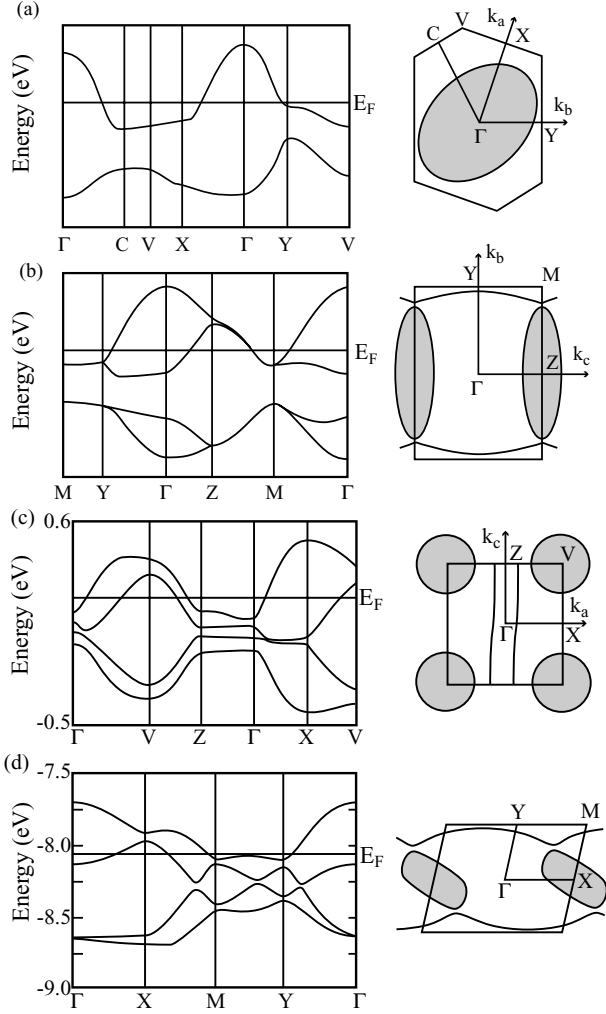 (a)
Energy (eV)
E_F
Γ C V X Γ Y V
C V k_a X
k_b
Γ Y
(b)
Energy (eV)
E_F
M Y Γ Z M Γ
k_b
Y M
k_c
Z
Γ
(c)
0.6
Energy (eV)
E_F
-0.5
Γ V Z Γ X V
k_c
Z V
k_a
Γ X
(d)
-7.5
-8.0
Energy (eV)
E_F
-8.5
-9.0
Γ X M Y Γ
Y M
Γ X